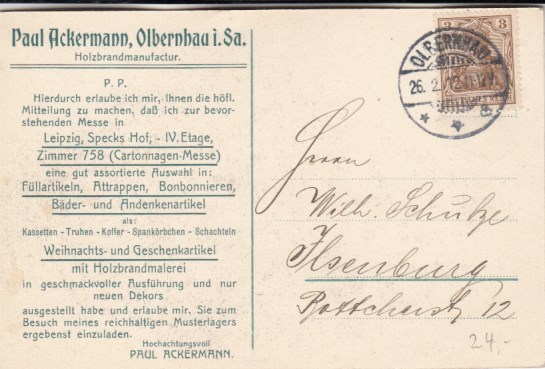 Paul Ackermann, Olbernhau i. Sa.
Holzbrandmanufactur.
P. P.
Hierdurch erlaube ich mir, Ihnen die höfl.
Mitteilung zu machen, daß ich zur bevor-
stehenden Messe in
Leipzig, Specks Hof, - IV. Etage,
Zimmer 758 (Cartonnagen-Messe)
eine gut assortierte Auswahl in:
Füllartikeln, Attrappen, Bonbonnieren,
Bäder- und Andenkenartikel
als:
Kassetten - Truhen - Koffer - Spankörbchen - Schachteln
Weihnachts- und Geschenkartikel
mit Holzbrandmalerei
in geschmackvoller Ausführung und nur
neuen Dekors
ausgestellt habe und erlaube mir, Sie zum
Besuch meines reichhaltigen Musterlagers
ergebenst einzuladen.
Hochachtungsvoll
PAUL ACKERMANN.
3 3
OLBERNHAU
26. 2. 12. 11-12V.
Herrn
Wilh. Schulze
Ilsenburg
12
24.-